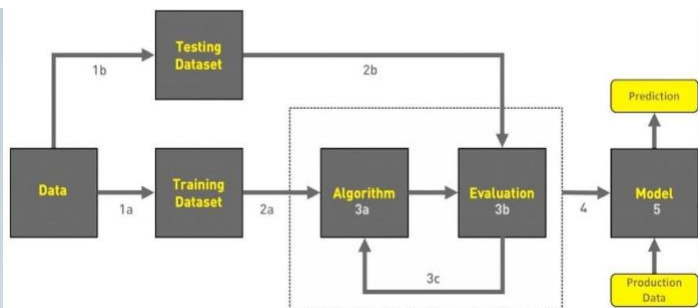 Testing
Dataset
1b
2b
Prediction
Data
Training
Dataset
Algorithm
3a
Evaluation
3b
Model
5
1a
2a
4
3c
Production
Data